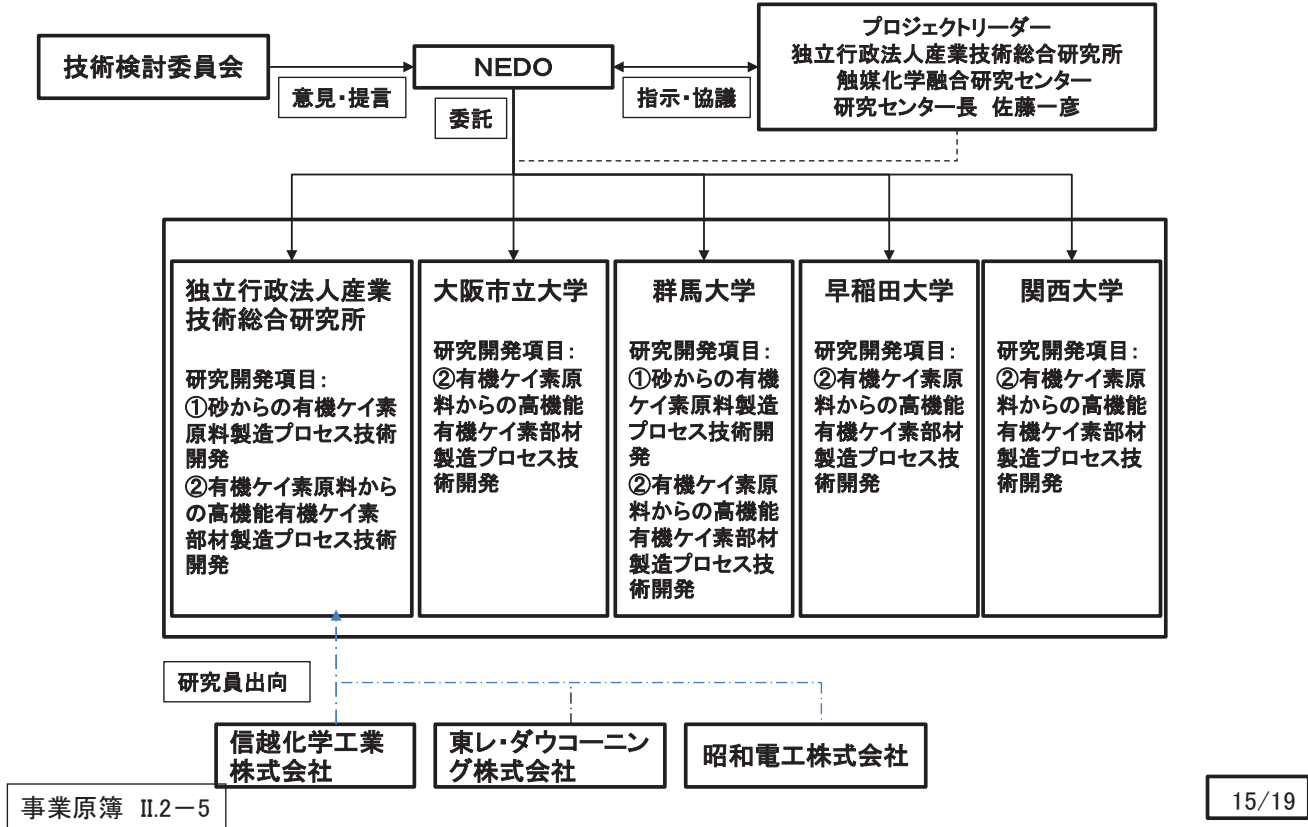 技術検討委員会
意見・提言
NEDO
委託
指示・協議
プロジェクトリーダー
独立行政法人産業技術総合研究所
触媒化学融合研究センター
研究センター長 佐藤一彦
独立行政法人産業
技術総合研究所
研究開発項目：
①砂からの有機ケイ素
原料製造プロセス技術
開発
②有機ケイ素原料から
の高機能有機ケイ素
部材製造プロセス技術
開発
大阪市立大学
研究開発項目：
②有機ケイ素原
料からの高機能
有機ケイ素部材
製造プロセス技
術開発
群馬大学
研究開発項目：
①砂からの有機
ケイ素原料製造
プロセス技術開
発
②有機ケイ素原
料からの高機能
有機ケイ素部材
製造プロセス技
術開発
早稲田大学
研究開発項目：
②有機ケイ素原
料からの高機能
有機ケイ素部材
製造プロセス技
術開発
関西大学
研究開発項目：
②有機ケイ素原
料からの高機能
有機ケイ素部材
製造プロセス技
術開発
研究員出向
信越化学工業
株式会社
東レ・ダウコーニン
グ株式会社
昭和電工株式会社
事業原簿 Ⅱ.2－5
15/19